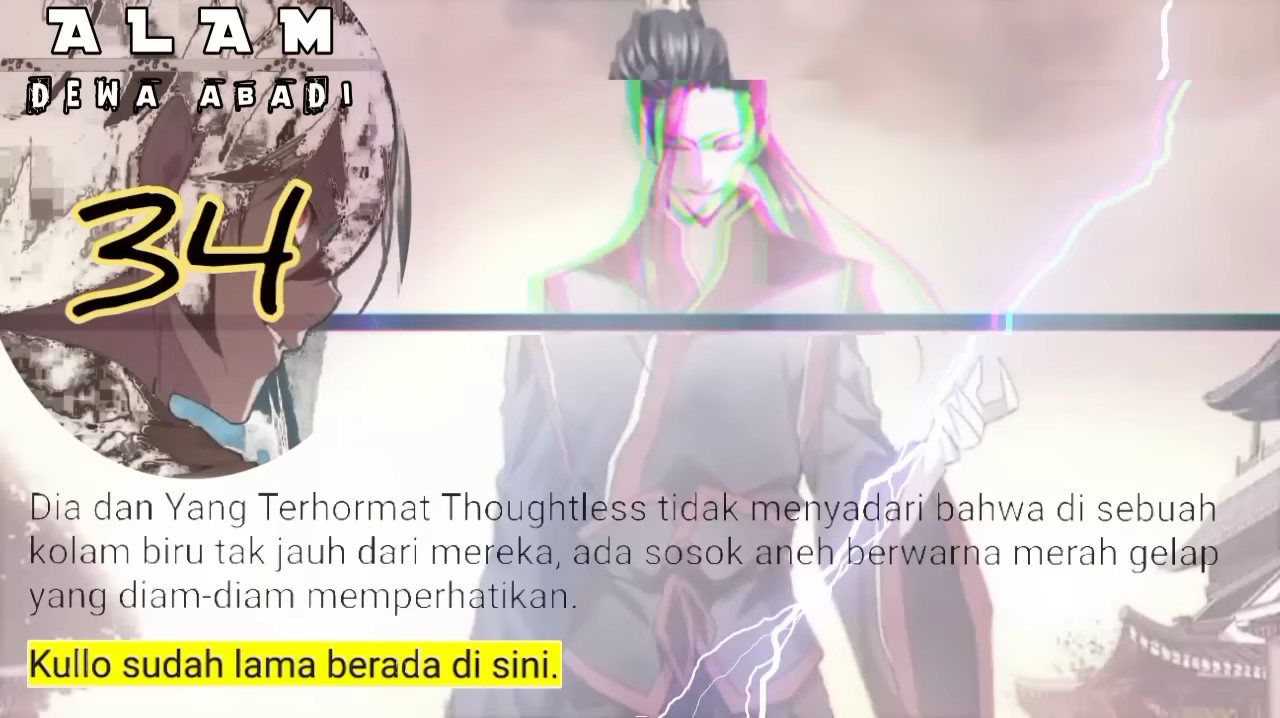 ALAM
DEWA ABADI
34
Dia dan Yang Terhormat Thoughtless tidak menyadari bahwa di sebuah
kolam biru tak jauh dari mereka, ada sosok aneh berwarna merah gelap
yang diam-diam memperhatikan.
Kullo sudah lama berada di sini.